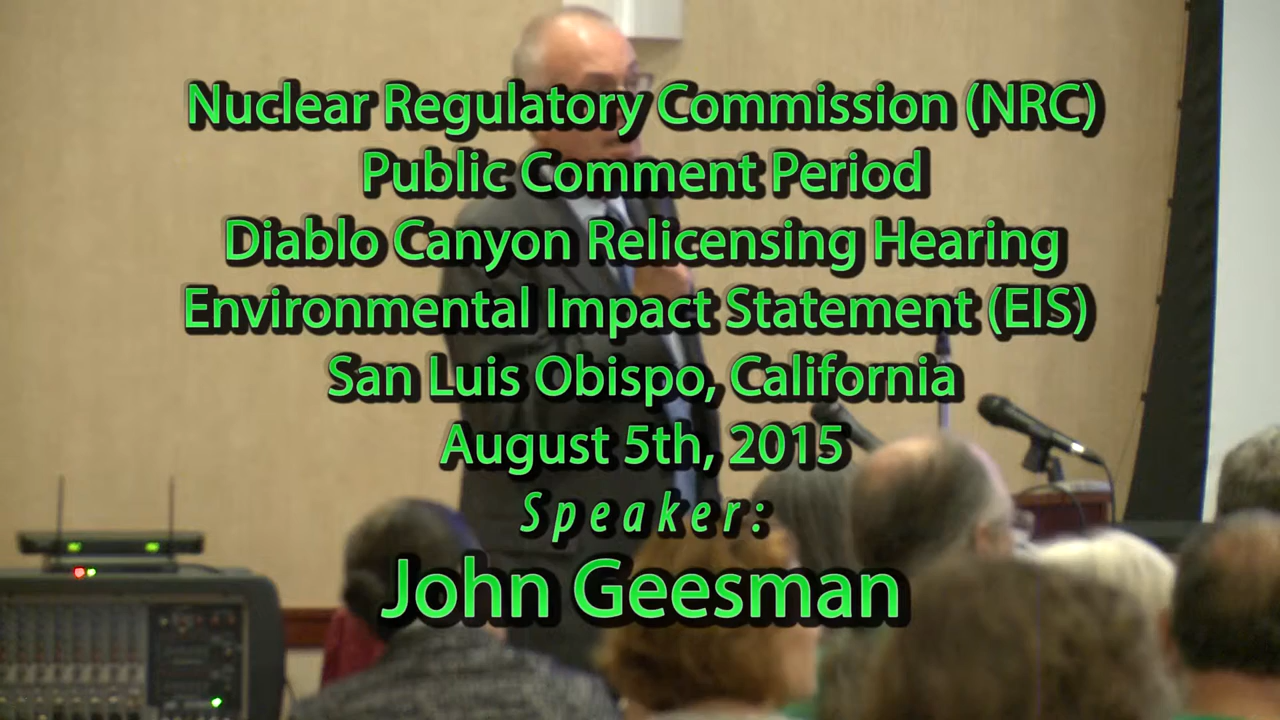 Nuclear Regulatory Commission (NRC)
Public Comment Period
Diablo Canyon Relicensing Hearing
Environmental Impact Statement (EIS)
San Luis Obispo, California
August 5th, 2015
Speaker:
John Geesman